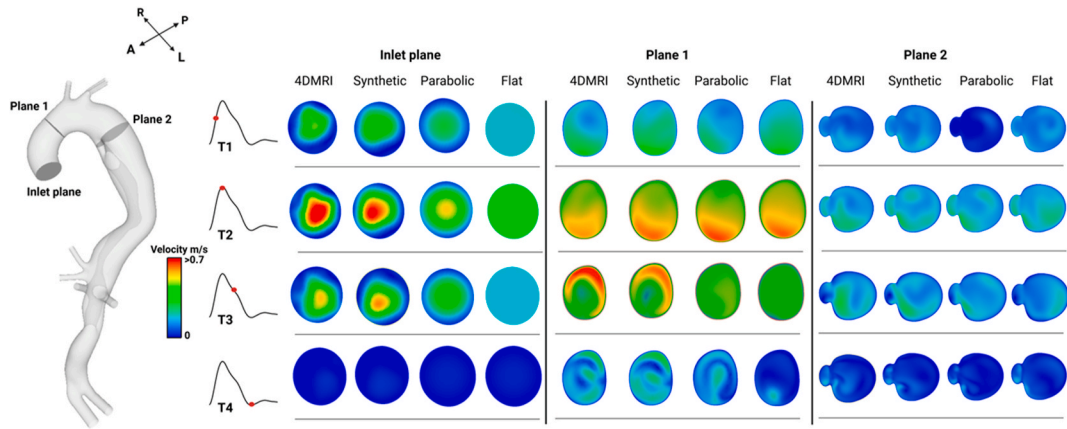 R
P
A
L
Inlet plane Plane 1 Plane 2
4DMRI Synthetic Parabolic Flat 4DMRI Synthetic Parabolic Flat 4DMRI Synthetic Parabolic Flat
Plane 1
Plane 2
T1
Inlet plane
T2
Velocity m/s
>0.7
0
T3
T4